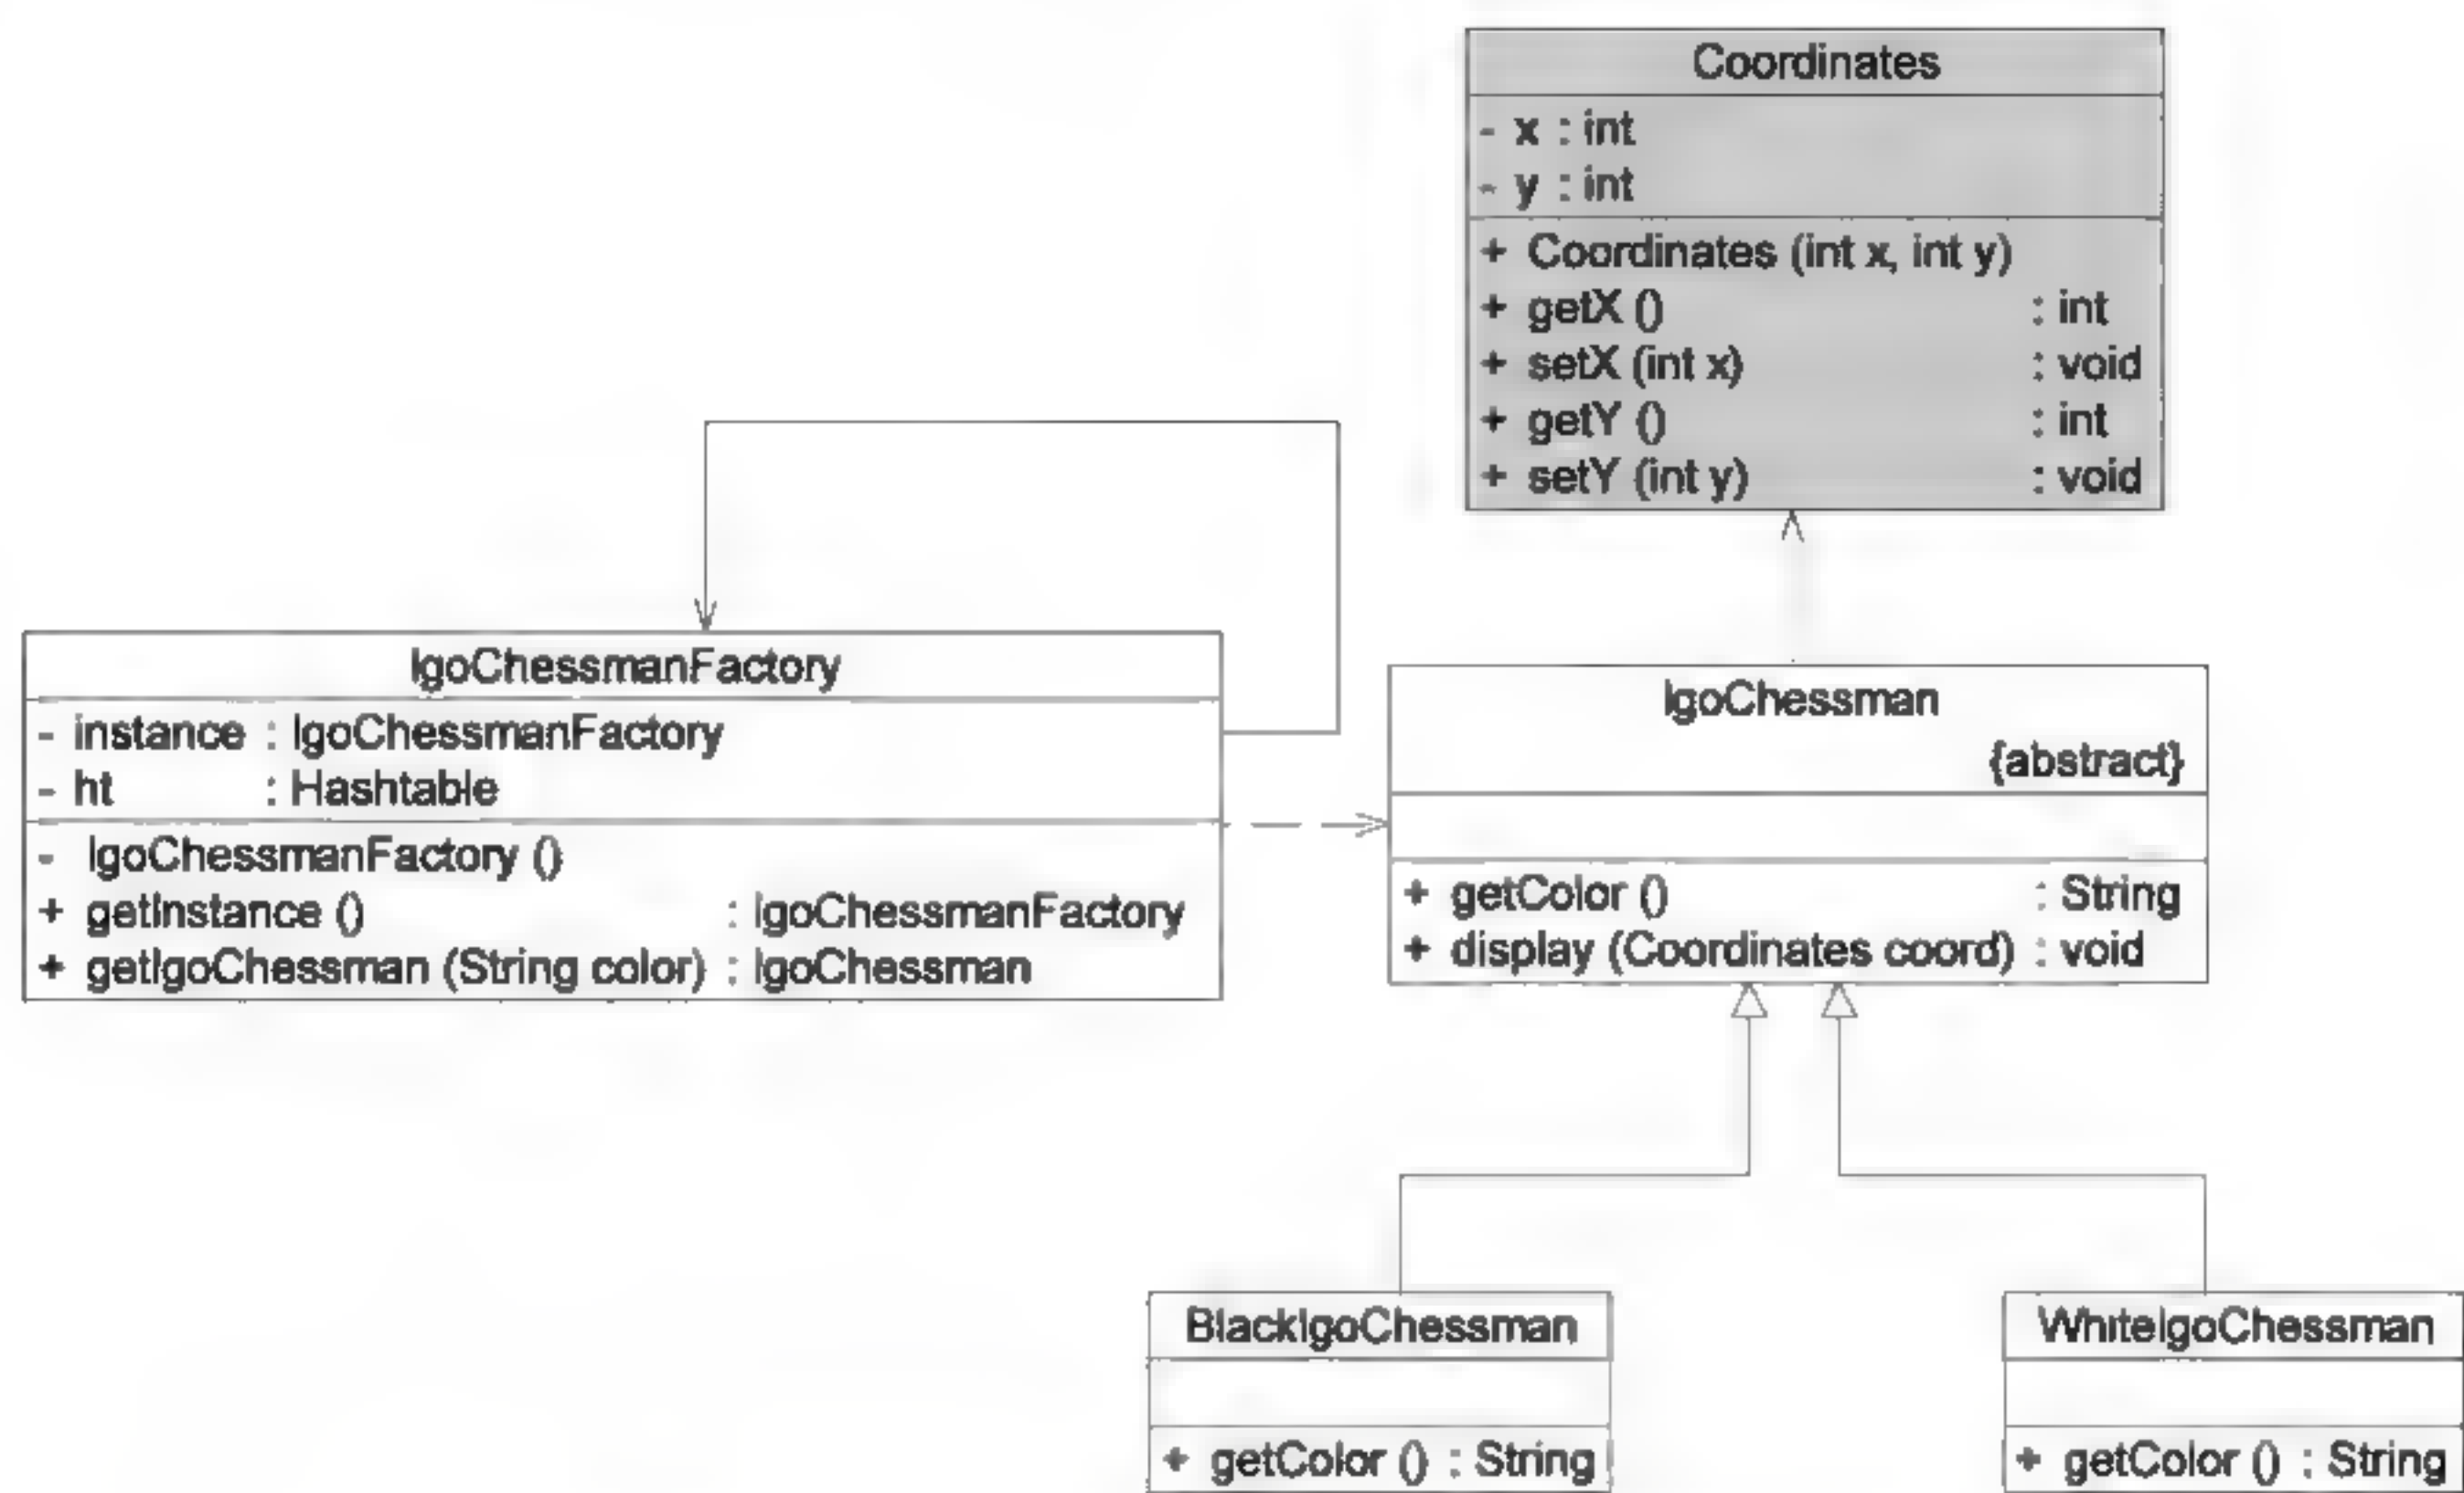 Coordinates
- x : int
- y : int
+ Coordinates (int x, int y)
+ getX () : int
+ setX (int x) : void
+ getY () : int
+ setY (int y) : void
IgoChessmanFactory
- instance : IgoChessmanFactory
- ht : Hashtable
- IgoChessmanFactory ()
+ getInstance () : IgoChessmanFactory
+ getIgoChessman (String color) : IgoChessman
IgoChessman
{abstract}
+ getColor () : String
+ display (Coordinates coord) : void
BlackIgoChessman
+ getColor () : String
WhiteIgoChessman
+ getColor () : String